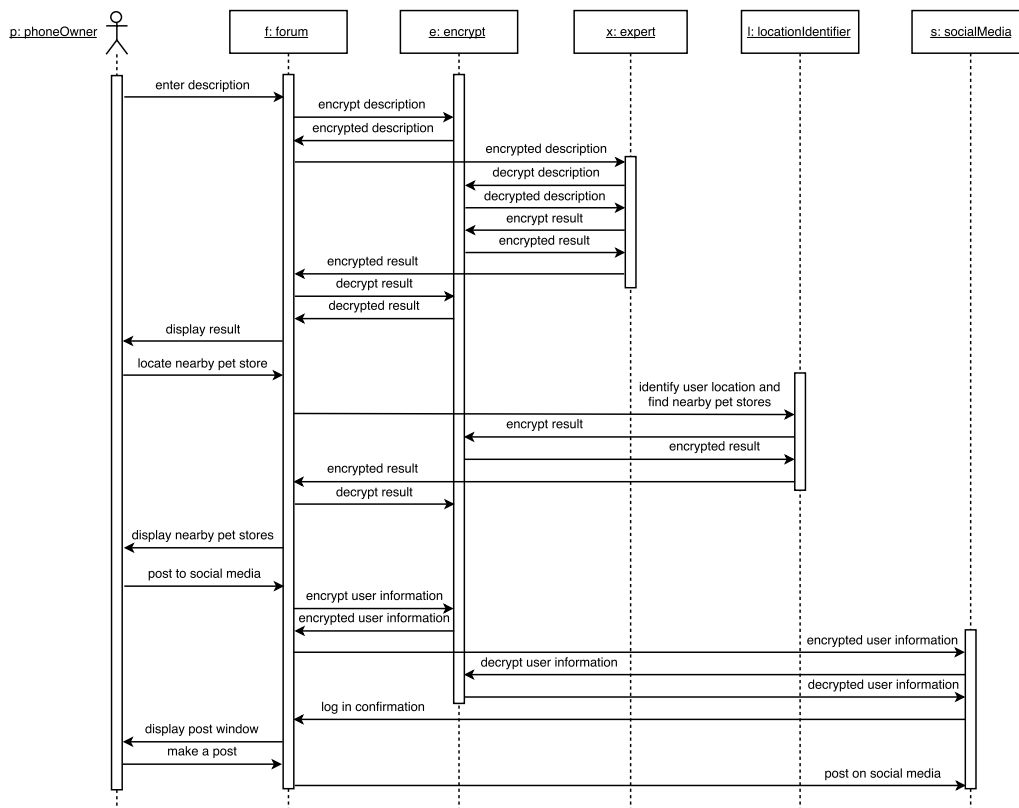 p: phoneOwner
f: forum
e: encrypt
x: expert
l: locationIdentifier
s: socialMedia
enter description
encrypt description
encrypted description
encrypted description
decrypt description
decrypted description
encrypt result
encrypted result
encrypted result
decrypt result
decrypted result
display result
locate nearby pet store
identify user location and
find nearby pet stores
encrypt result
encrypted result
encrypted result
decrypt result
display nearby pet stores
post to social media
encrypt user information
encrypted user information
encrypted user information
decrypt user information
decrypted user information
log in confirmation
display post window
make a post
post on social media